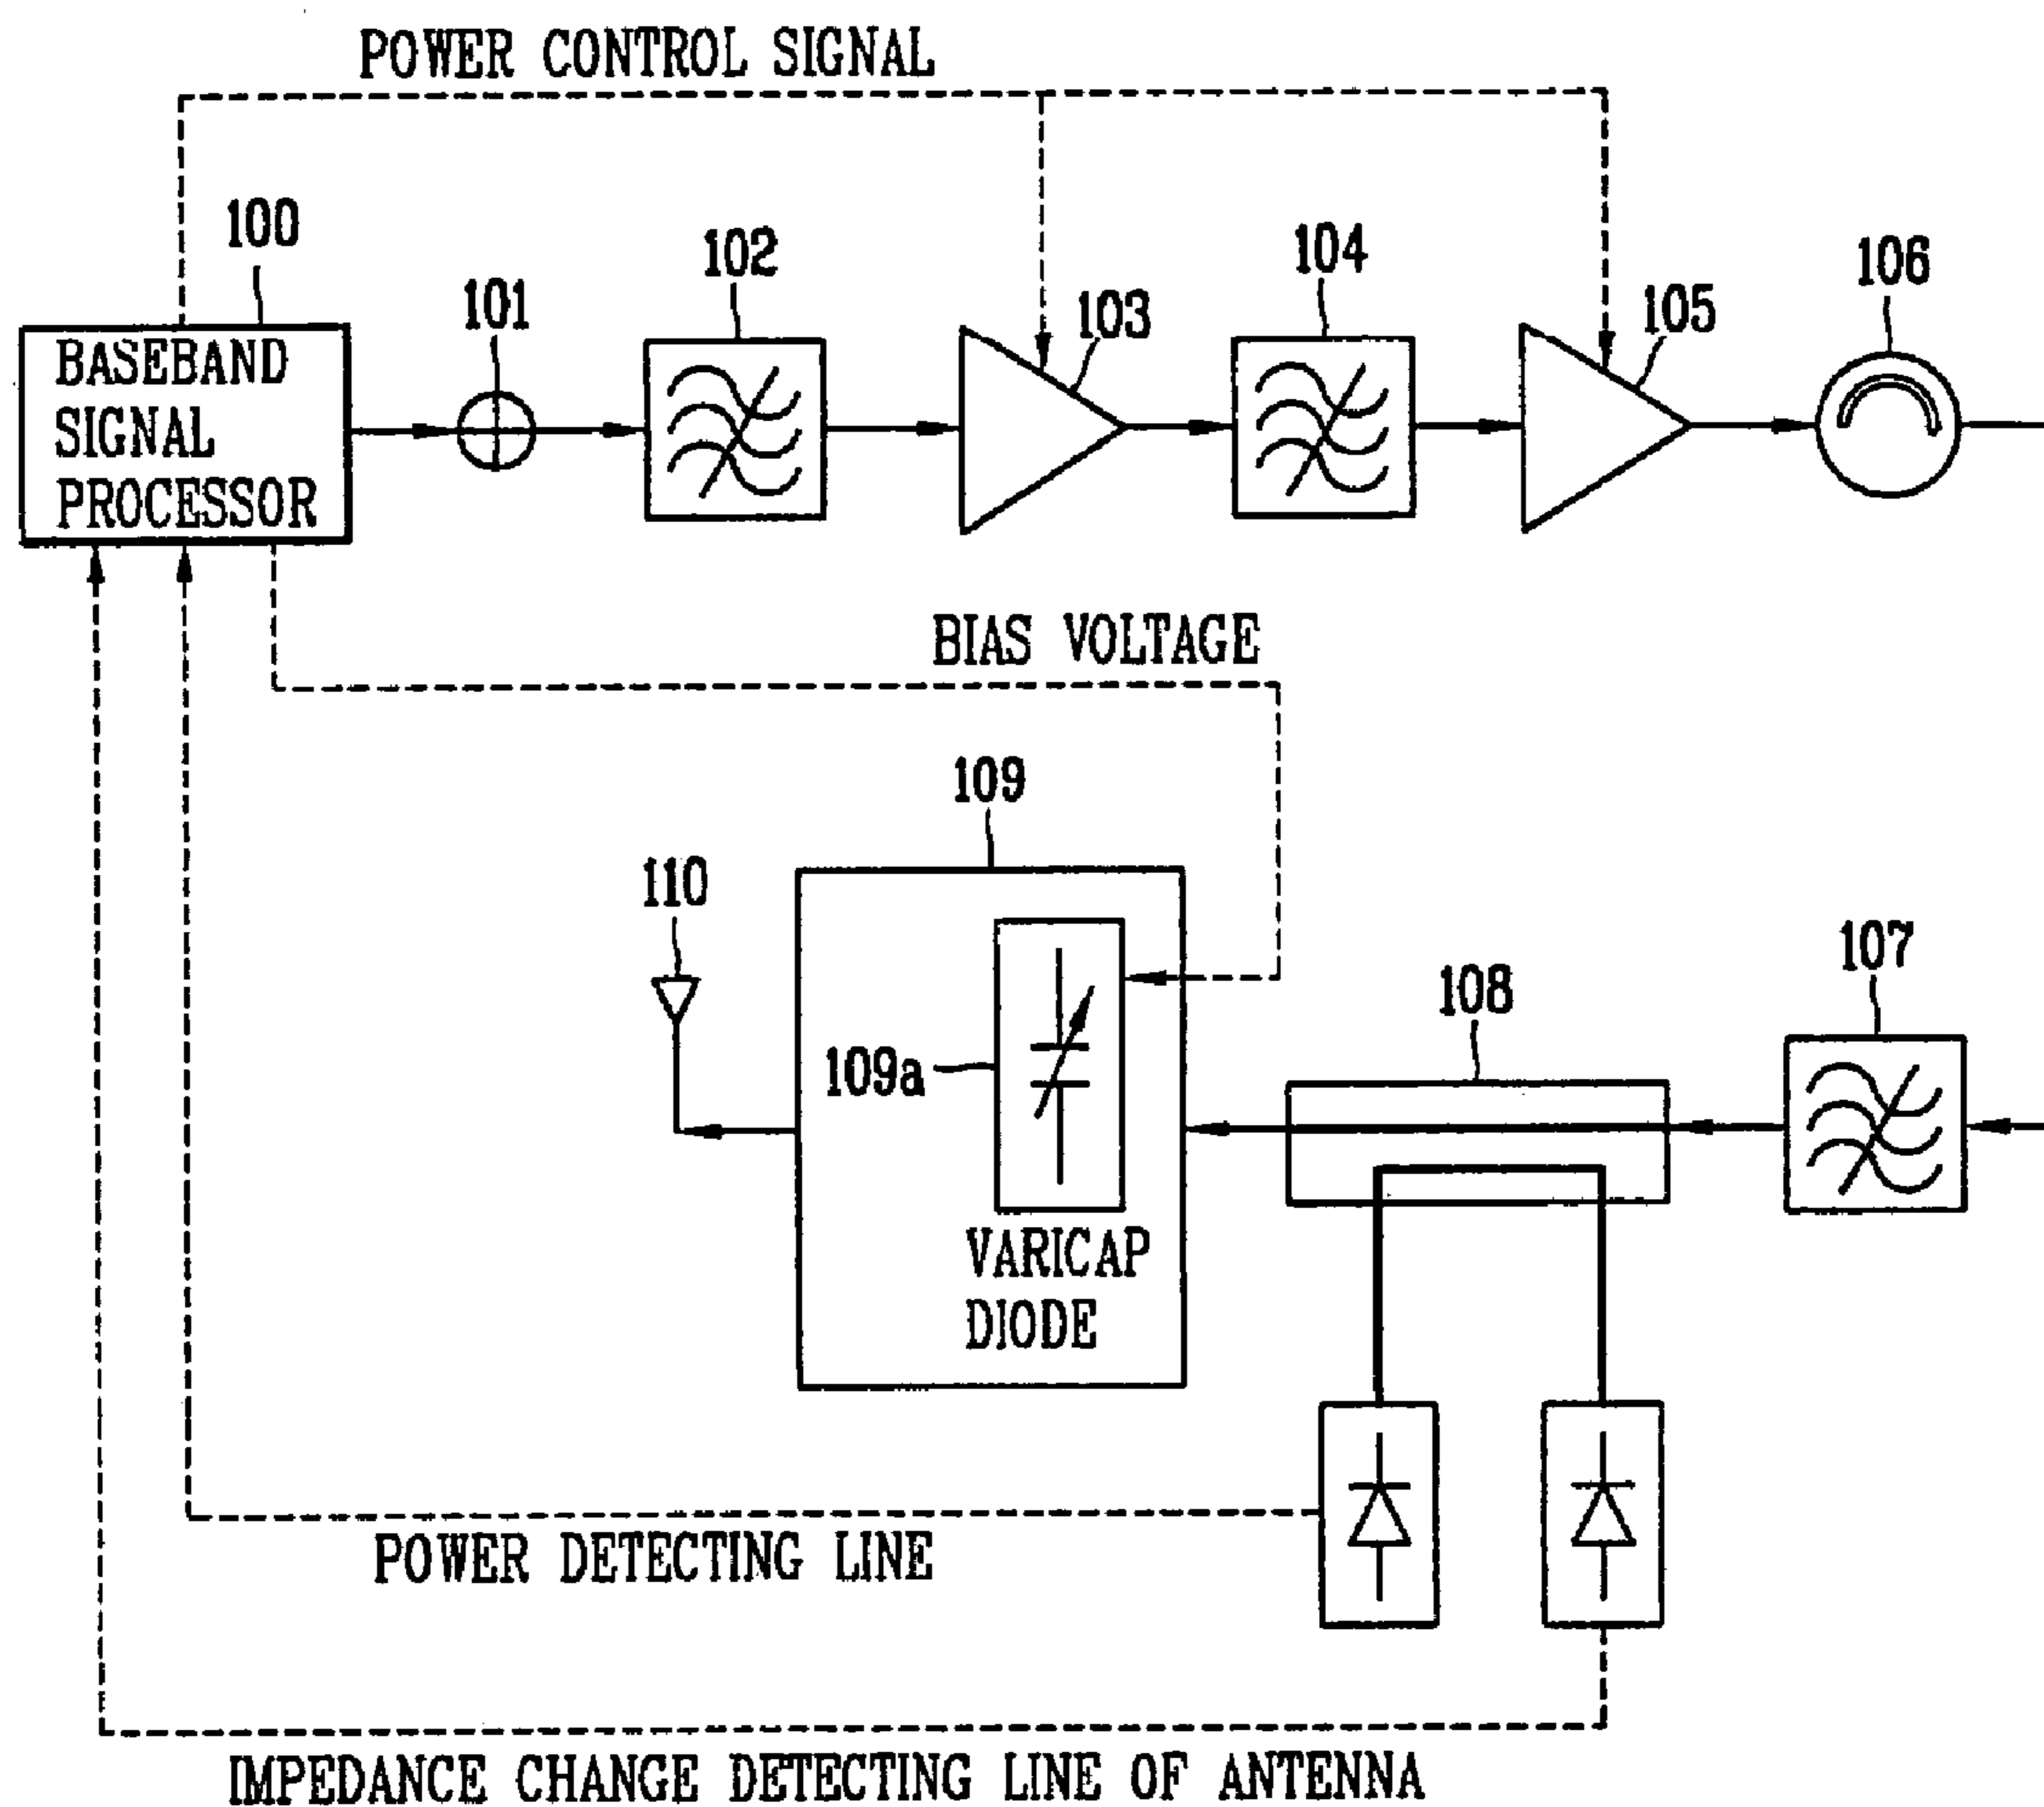 POWER CONTROL SIGNAL
100
101
102
103
104
105
106
BASEBAND
SIGNAL
PROCESSOR
BIAS VOLTAGE
109
110
107
108
109a
VARICAP
DIODE
POWER DETECTING LINE
IMPEDANCE CHANGE DETECTING LINE OF ANTENNA